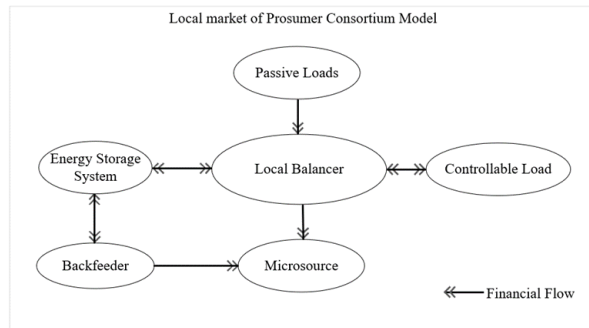 Local market of Prosumer Consortium Model
Passive Loads
Energy Storage
System
Local Balancer
Controllable Load
Backfeeder
Microsource
Financial Flow